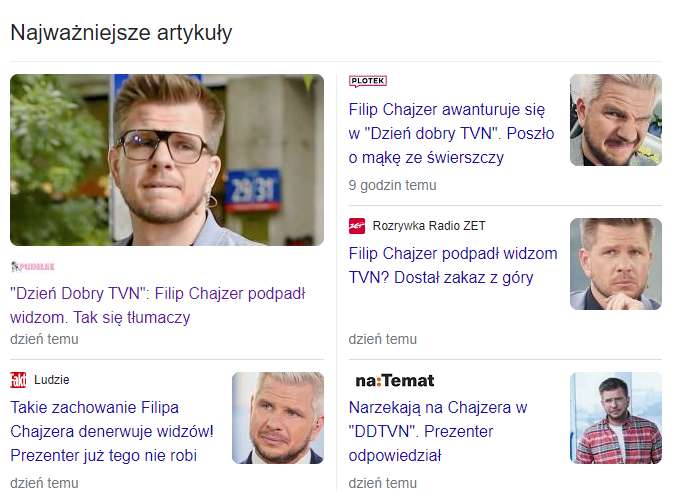 Najważniejsze artykuły
29 31
PUDELEK
"Dzień Dobry TVN": Filip Chajzer podpadł
widzom. Tak się tłumaczy
dzień temu
PLOTEK
Filip Chajzer awanturuje się
w "Dzień dobry TVN". Poszło
o mąkę ze świerszczy
9 godzin temu
ZET Rozrywka Radio ZET
Filip Chajzer podpadł widzom
TVN? Dostał zakaz z góry
dzień temu
Fakt Ludzie
Takie zachowanie Filipa
Chajzera denerwuje widzów!
Prezenter już tego nie robi
dzień temu
na:Temat
Narzekają na Chajzera w
"DDTVN". Prezenter
odpowiedział
dzień temu